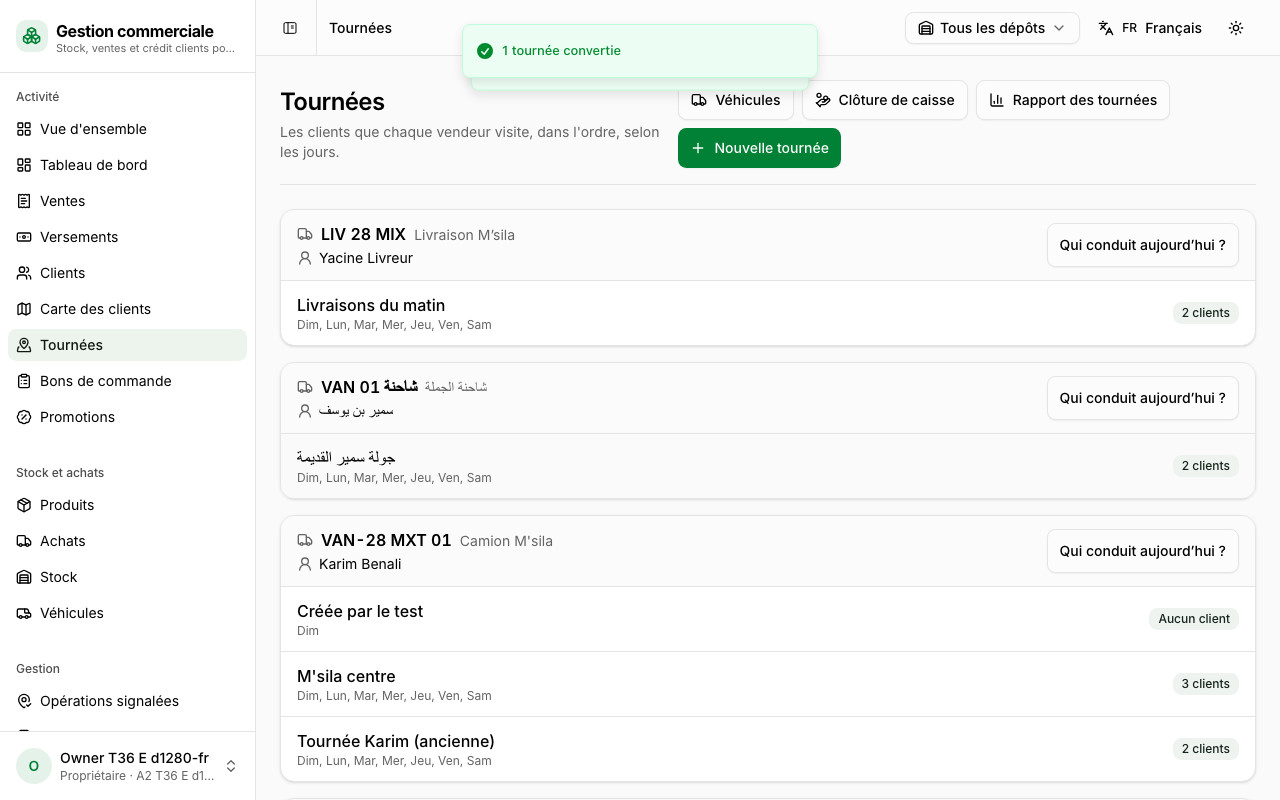 Gestion commerciale
Stock, ventes et crédit clients po...
Activité
Vue d'ensemble
Tableau de bord
Ventes
Versements
Clients
Carte des clients
Tournées
Bons de commande
Promotions
Stock et achats
Produits
Achats
Stock
Véhicules
Gestion
Opérations signalées
O
Owner T36 E d1280-fr
Propriétaire · A2 T36 E d1...
Tournées
Tous les dépôts
FR Français
1 tournée convertie
Tournées
Les clients que chaque vendeur visite, dans l'ordre, selon
les jours.
Véhicules
Clôture de caisse
Rapport des tournées
Nouvelle tournée
LIV 28 MIX Livraison M’sila
Yacine Livreur
Qui conduit aujourd’hui ?
Livraisons du matin
Dim, Lun, Mar, Mer, Jeu, Ven, Sam
2 clients
VAN 01 شاحنة شاحنة الجملة
سمير بن يوسف
Qui conduit aujourd’hui ?
جولة سمير القديمة
Dim, Lun, Mar, Mer, Jeu, Ven, Sam
2 clients
VAN-28 MXT 01 Camion M'sila
Karim Benali
Qui conduit aujourd’hui ?
Créée par le test
Dim
Aucun client
M'sila centre
Dim, Lun, Mar, Mer, Jeu, Ven, Sam
3 clients
Tournée Karim (ancienne)
Dim, Lun, Mar, Mer, Jeu, Ven, Sam
2 clients